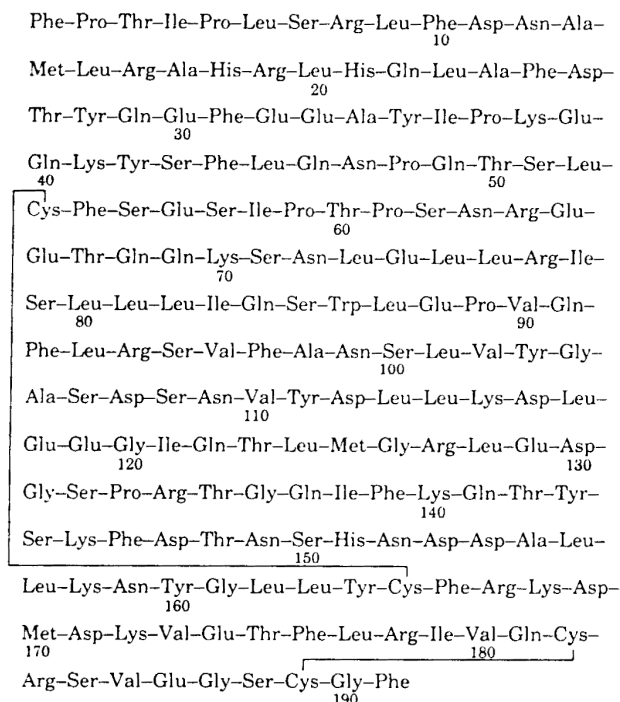 Phe–Pro–Thr–Ile–Pro–Leu–Ser–Arg–Leu–Phe–Asp–Asn–Ala–
10
Met–Leu–Arg–Ala–His–Arg–Leu–His–Gln–Leu–Ala–Phe–Asp–
20
Thr–Tyr–Gln–Glu–Phe–Glu–Glu–Ala–Tyr–Ile–Pro–Lys–Glu–
30
Gln–Lys–Tyr–Ser–Phe–Leu–Gln–Asn–Pro–Gln–Thr–Ser–Leu–
40 50
Cys–Phe–Ser–Glu–Ser–Ile–Pro–Thr–Pro–Ser–Asn–Arg–Glu–
60
Glu–Thr–Gln–Gln–Lys–Ser–Asn–Leu–Glu–Leu–Leu–Arg–Ile–
70
Ser–Leu–Leu–Leu–Ile–Gln–Ser–Trp–Leu–Glu–Pro–Val–Gln–
80 90
Phe–Leu–Arg–Ser–Val–Phe–Ala–Asn–Ser–Leu–Val–Tyr–Gly–
100
Ala–Ser–Asp–Ser–Asn–Val–Tyr–Asp–Leu–Leu–Lys–Asp–Leu–
110
Glu–Glu–Gly–Ile–Gln–Thr–Leu–Met–Gly–Arg–Leu–Glu–Asp–
120 130
Gly–Ser–Pro–Arg–Thr–Gly–Gln–Ile–Phe–Lys–Gln–Thr–Tyr–
140
Ser–Lys–Phe–Asp–Thr–Asn–Ser–His–Asn–Asp–Asp–Ala–Leu–
150
Leu–Lys–Asn–Tyr–Gly–Leu–Leu–Tyr–Cys–Phe–Arg–Lys–Asp–
160
Met–Asp–Lys–Val–Glu–Thr–Phe–Leu–Arg–Ile–Val–Gln–Cys–
170 180
Arg–Ser–Val–Glu–Gly–Ser–Cys–Gly–Phe
190